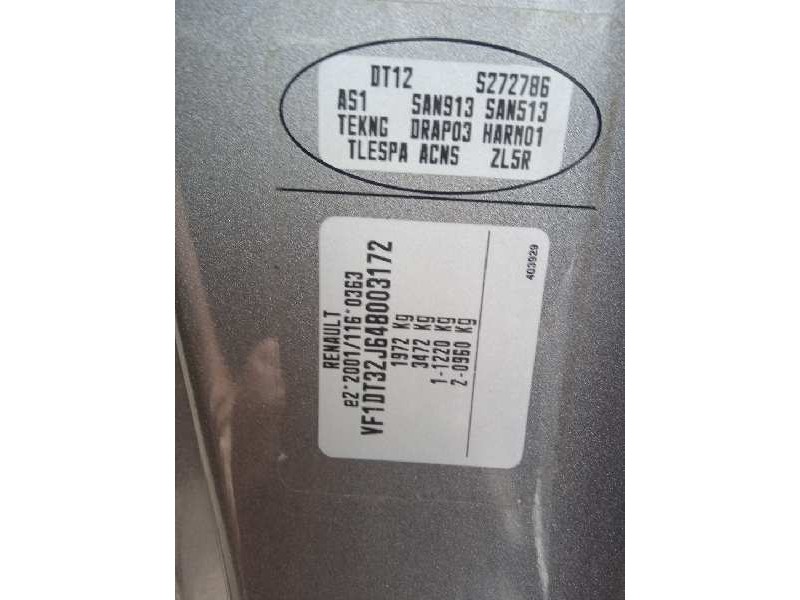 DT12 S272786
AS1 SAN913 SAN513
TEKNG DRAP03 HARM01
TLESPA ACNS ZL5R
RENAULT
e2*2001/116*0363
VF1DT32J648003172
1972 Kg
3472 Kg
1-1220 Kg
2-0960 Kg
403929